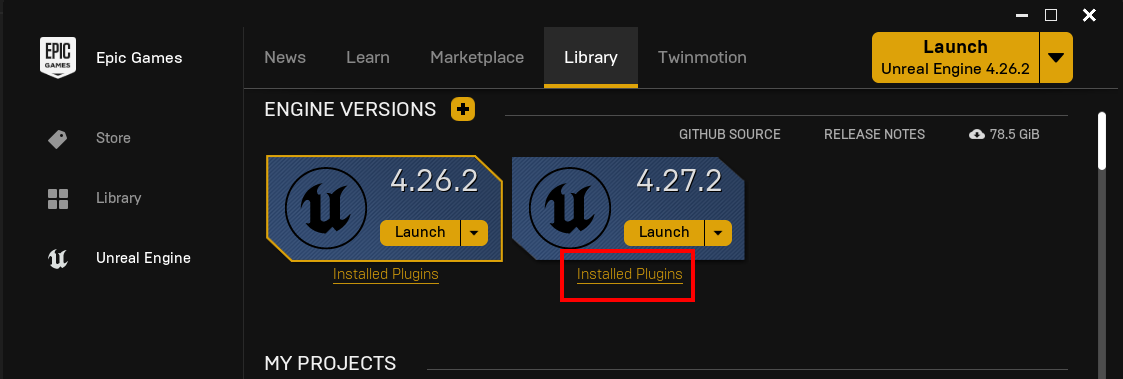 EPIC
GAMES
Epic Games
News
Learn
Marketplace
Library
Twinmotion
Launch
Unreal Engine 4.26.2
Store
Library
Unreal Engine
ENGINE VERSIONS
GITHUB SOURCE
RELEASE NOTES
78.5 GiB
4.26.2
Launch
Installed Plugins
4.27.2
Launch
Installed Plugins
MY PROJECTS